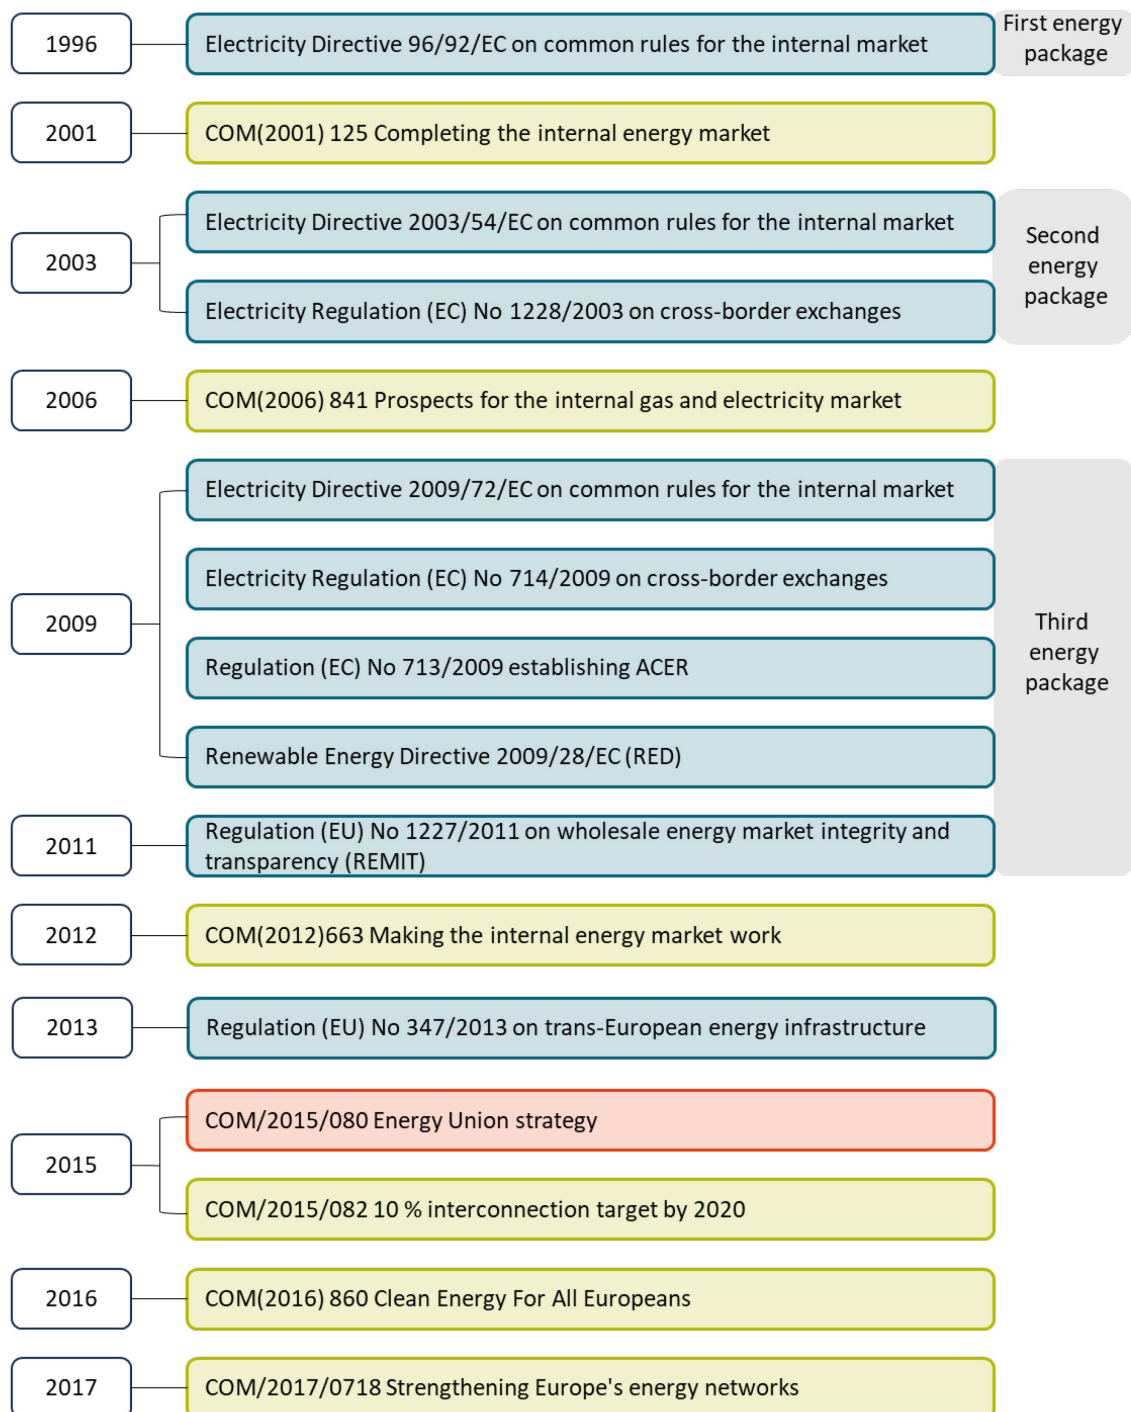 1996
Electricity Directive 96/92/EC on common rules for the internal market
First energy
package
2001
COM(2001) 125 Completing the internal energy market
2003
Electricity Directive 2003/54/EC on common rules for the internal market
Electricity Regulation (EC) No 1228/2003 on cross-border exchanges
Second
energy
package
2006
COM(2006) 841 Prospects for the internal gas and electricity market
2009
Electricity Directive 2009/72/EC on common rules for the internal market
Electricity Regulation (EC) No 714/2009 on cross-border exchanges
Regulation (EC) No 713/2009 establishing ACER
Renewable Energy Directive 2009/28/EC (RED)
Third
energy
package
2011
Regulation (EU) No 1227/2011 on wholesale energy market integrity and
transparency (REMIT)
2012
COM(2012)663 Making the internal energy market work
2013
Regulation (EU) No 347/2013 on trans-European energy infrastructure
2015
COM/2015/080 Energy Union strategy
COM/2015/082 10 % interconnection target by 2020
2016
COM(2016) 860 Clean Energy For All Europeans
2017
COM/2017/0718 Strengthening Europe's energy networks